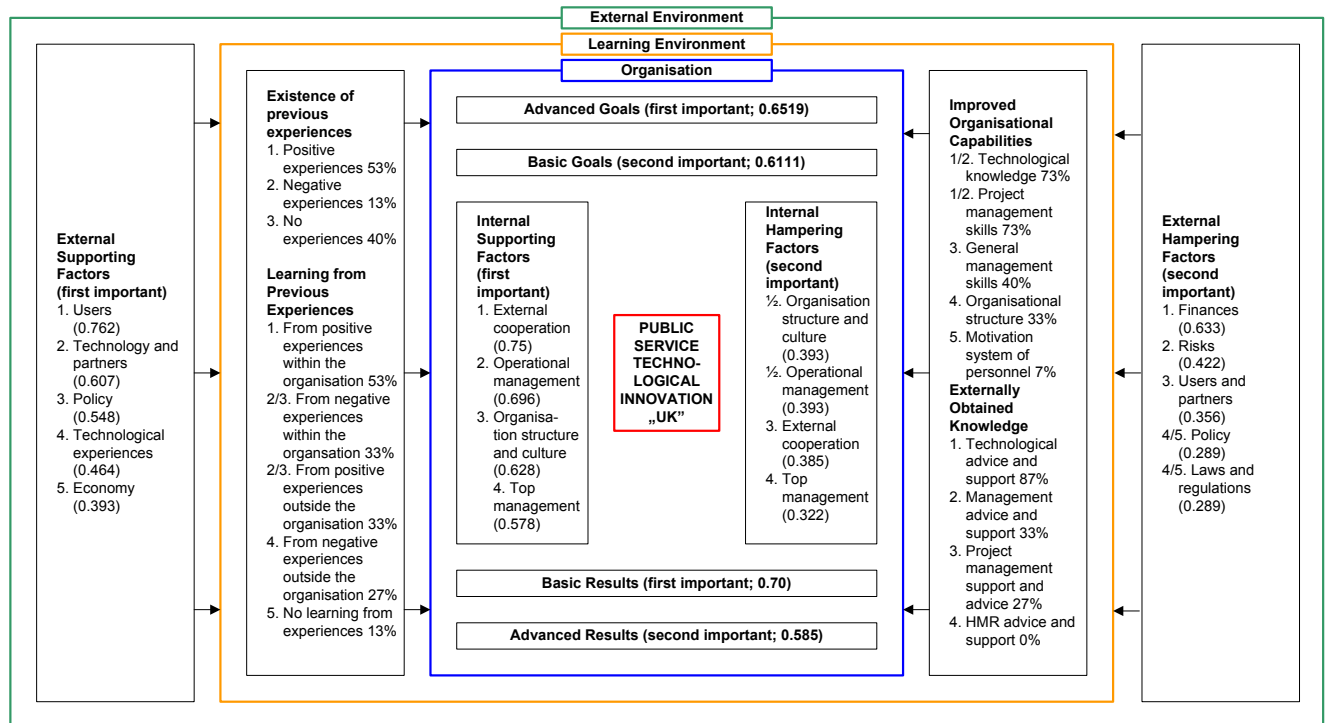 External Environment
Learning Environment
Organisation
External
Supporting
Factors
(first important)
1. Users
(0.762)
2. Technology and
partners
(0.607)
3. Policy
(0.548)
4. Technological
experiences
(0.464)
5. Economy
(0.393)
Existence of
previous
experiences
1. Positive
experiences 53%
2. Negative
experiences 13%
3. No
experiences 40%
Learning from
Previous
Experiences
1. From positive
experiences
within the
organisation 53%
2/3. From negative
experiences
within the
organsation 33%
2/3. From positive
experiences
outside the
organisation 33%
4. From negative
experiences
outside the
organisation 27%
5. No learning from
experiences 13%
Advanced Goals (first important; 0.6519)
Basic Goals (second important; 0.6111)
Internal
Supporting
Factors
(first
important)
1. External
cooperation
(0.75)
2. Operational
management
(0.696)
3. Organisa-
tion structure
and culture
(0.628)
4. Top
management
(0.578)
PUBLIC
SERVICE
TECHNO-
LOGICAL
INNOVATION
„UK”
Internal
Hampering
Factors
(second
important)
½. Organisation
structure and
culture
(0.393)
½. Operational
management
(0.393)
3. External
cooperation
(0.385)
4. Top
management
(0.322)
Basic Results (first important; 0.70)
Advanced Results (second important; 0.585)
Improved
Organisational
Capabilities
1/2. Technological
knowledge 73%
1/2. Project
management
skills 73%
3. General
management
skills 40%
4. Organisational
structure 33%
5. Motivation
system of
personnel 7%
Externally
Obtained
Knowledge
1. Technological
advice and
support 87%
2. Management
advice and
support 33%
3. Project
management
support and
advice 27%
4. HMR advice and
support 0%
External
Hampering
Factors
(second
important)
1. Finances
(0.633)
2. Risks
(0.422)
3. Users and
partners
(0.356)
4/5. Policy
(0.289)
4/5. Laws and
regulations
(0.289)